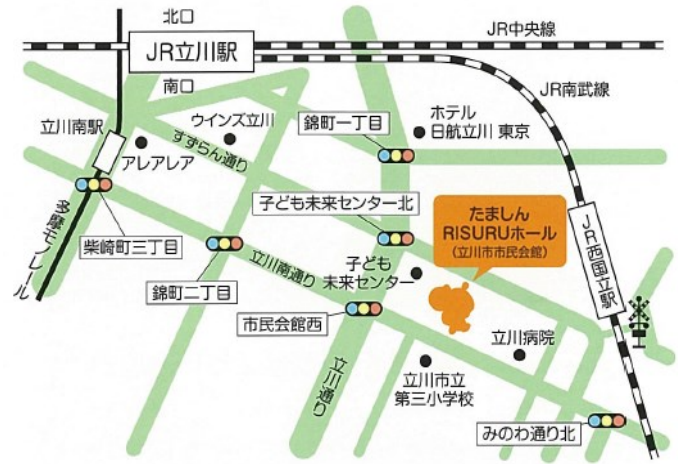 北口
JR立川駅
南口
JR中央線
JR南武線
立川南駅
アレアレア
ウインズ立川
すずらん通り
錦町一丁目
ホテル
日航立川 東京
多摩モノレール
柴崎町三丁目
子ども未来センター北
たましん
RISURUホール
(立川市市民会館)
JR西国立駅
錦町二丁目
立川南通り
子ども
未来センター
市民会館西
立川通り
立川病院
立川市立
第三小学校
みのわ通り北